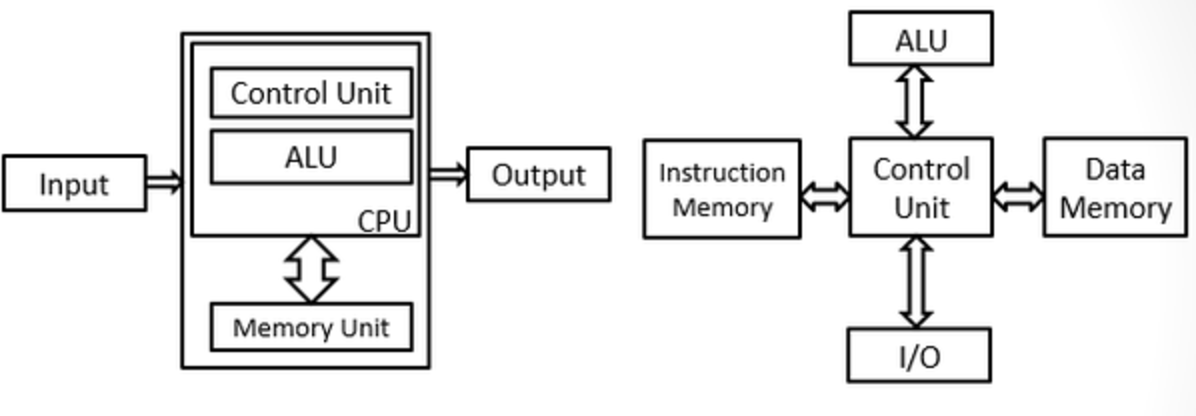 Input
Control Unit
ALU
CPU
Memory Unit
Output
ALU
Instruction
Memory
Control
Unit
Data
Memory
I/O